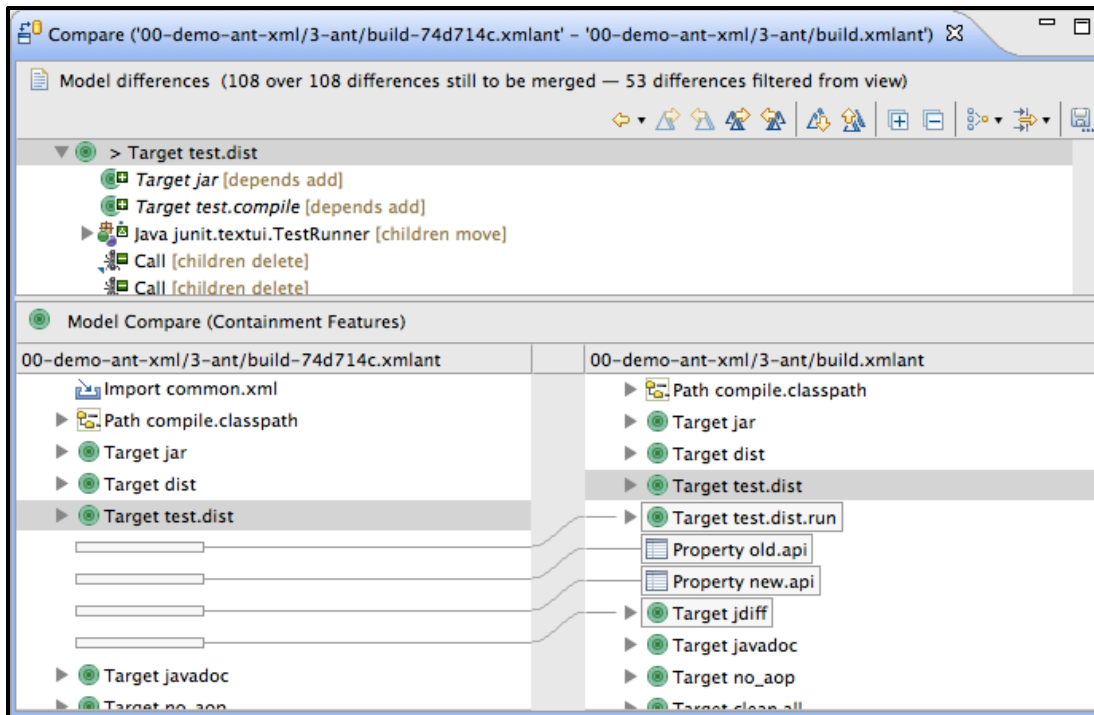 Compare ('00-demo-ant-xml/3-ant/build-74d714c.xmlant' - '00-demo-ant-xml/3-ant/build.xmlant')
Model differences (108 over 108 differences still to be merged — 53 differences filtered from view)
> Target test.dist
Target jar [depends add]
Target test.compile [depends add]
Java junit.textui.TestRunner [children move]
Call [children delete]
Call [children delete]
Model Compare (Containment Features)
00-demo-ant-xml/3-ant/build-74d714c.xmlant
Import common.xml
Path compile.classpath
Target jar
Target dist
Target test.dist
Target javadoc
Target no_aop
00-demo-ant-xml/3-ant/build.xmlant
Path compile.classpath
Target jar
Target dist
Target test.dist
Target test.dist.run
Property old.api
Property new.api
Target jdiff
Target javadoc
Target no_aop
Target clean all